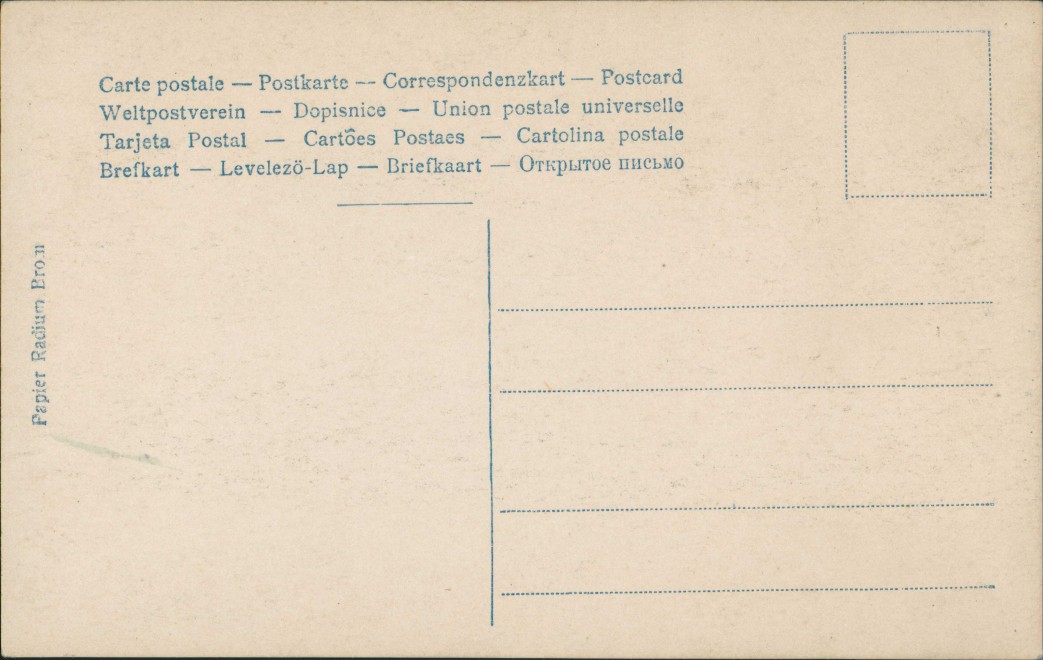 Carte postale — Postkarte — Correspondenzkart — Postcard
Weltpostverein — Dopisnice — Union postale universelle
Tarjeta Postal — Cartões Postaes — Cartolina postale
Brefkart — Levelezö-Lap — Briefkaart — Открытое письмо
Papier Radium Brom